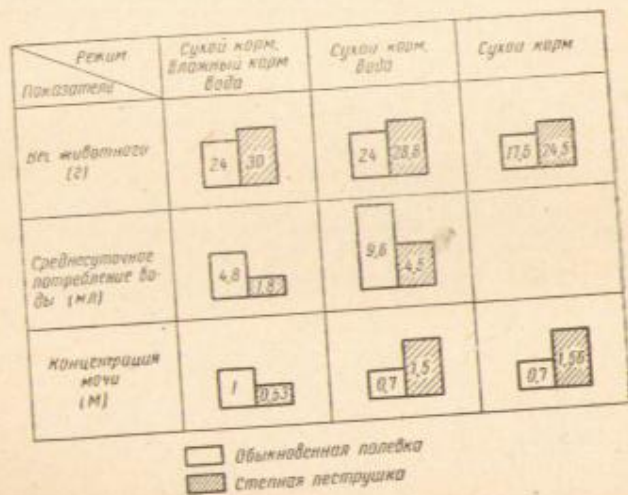 Режим
Показатели
Сухой корм,
влажный корм
вода
Сухой корм,
вода
Сухой корм
Вес животного
(г)
24 30
24 28,8
17,5 24,5
Среднесуточное
потребление во-
ды (мл)
4,8 1,8
9,6 4,5
Концентрация
мочи
(М)
1 0,53
0,7 1,5
0,7 1,56
Обыкновенная полевка
Степная пеструшка